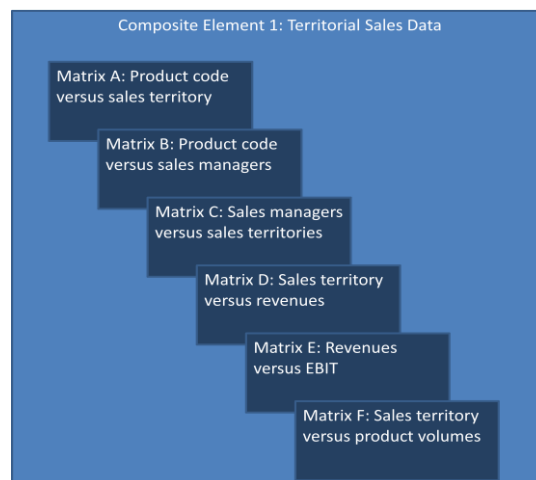 Composite Element 1: Territorial Sales Data
Matrix A: Product code
versus sales territory
Matrix B: Product code
versus sales managers
Matrix C: Sales managers
versus sales territories
Matrix D: Sales territory
versus revenues
Matrix E: Revenues
versus EBIT
Matrix F: Sales territory
versus product volumes